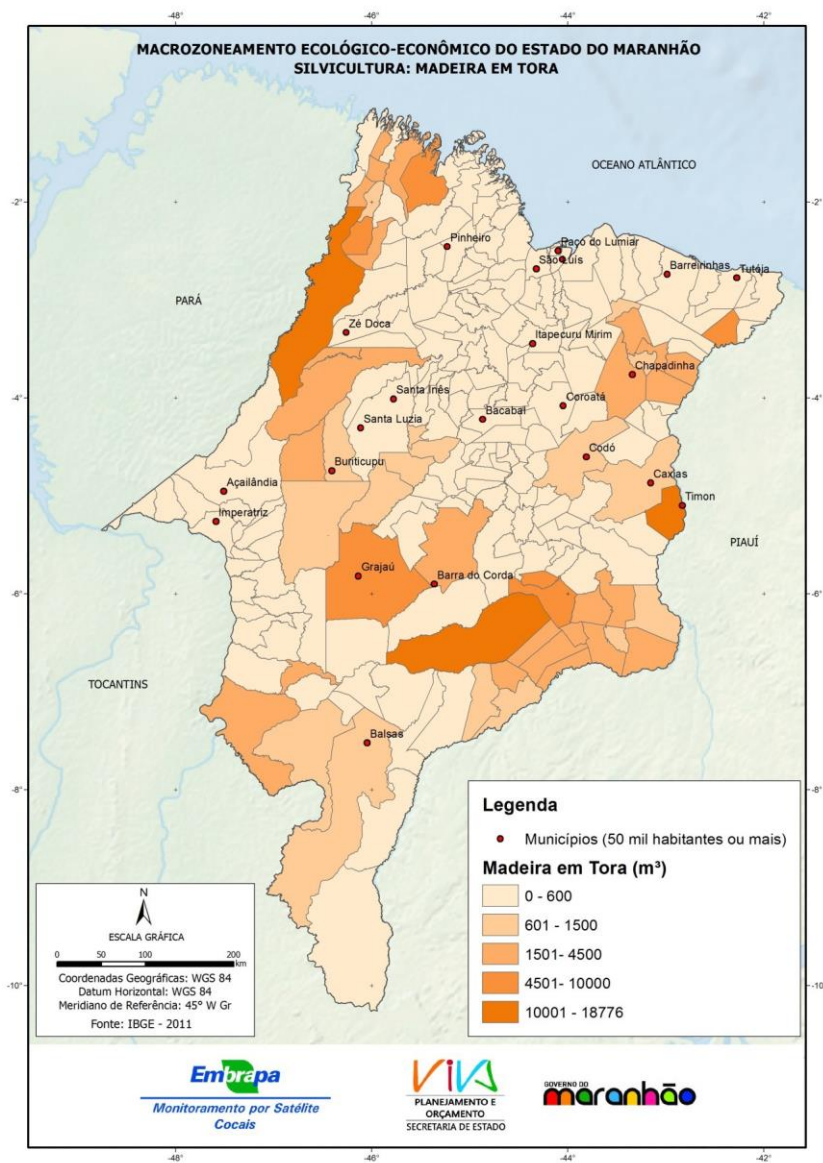 -48°
-46°
-44°
-42°
MACROZONEAMENTO ECOLÓGICO-ECONÔMICO DO ESTADO DO MARANHÃO
SILVICULTURA: MADEIRA EM TORA
OCEANO ATLÂNTICO
-2°
-2°
Pinheiro
Paço do Lumiar
São Luís
Barreirinhas
Tutóia
PARÁ
Zé Doca
Itapecuru Mirim
Chapadinha
-4°
-4°
Santa Inês
Santa Luzia
Bacabal
Coroatá
Buriticupu
Codó
Caxias
Açailândia
Timon
Imperatriz
PIAUÍ
Grajaú
Barra do Corda
-6°
-6°
TOCANTINS
Balsas
-8°
-8°
Legenda
Municípios (50 mil habitantes ou mais)
Madeira em Tora (m³)
0 - 600
601 - 1500
1501- 4500
4501- 10000
10001 - 18776
N
ESCALA GRÁFICA
0 50 100 200
km
Coordenadas Geográficas: WGS 84
Datum Horizontal: WGS 84
Meridiano de Referência: 45° W Gr
Fonte: IBGE - 2011
-10°
-10°
Embrapa
Monitoramento por Satélite
Cocais
VIVA
PLANEJAMENTO E
ORÇAMENTO
SECRETARIA DE ESTADO
GOVERNO DO
maranhão
-48°
-46°
-44°
-42°